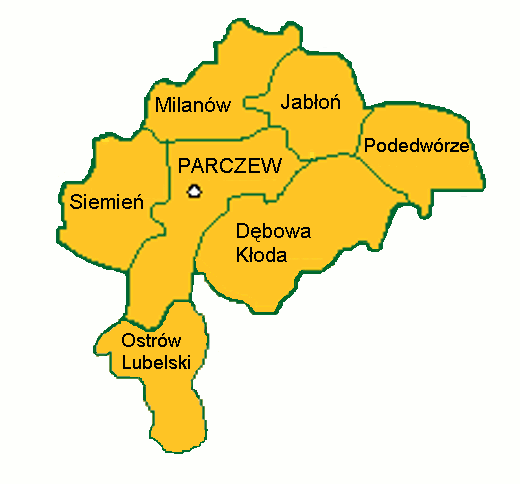 Milanów
Jabłoń
Podedwórze
PARCZEW
Siemień
Dębowa
Kłoda
Ostrów
Lubelski